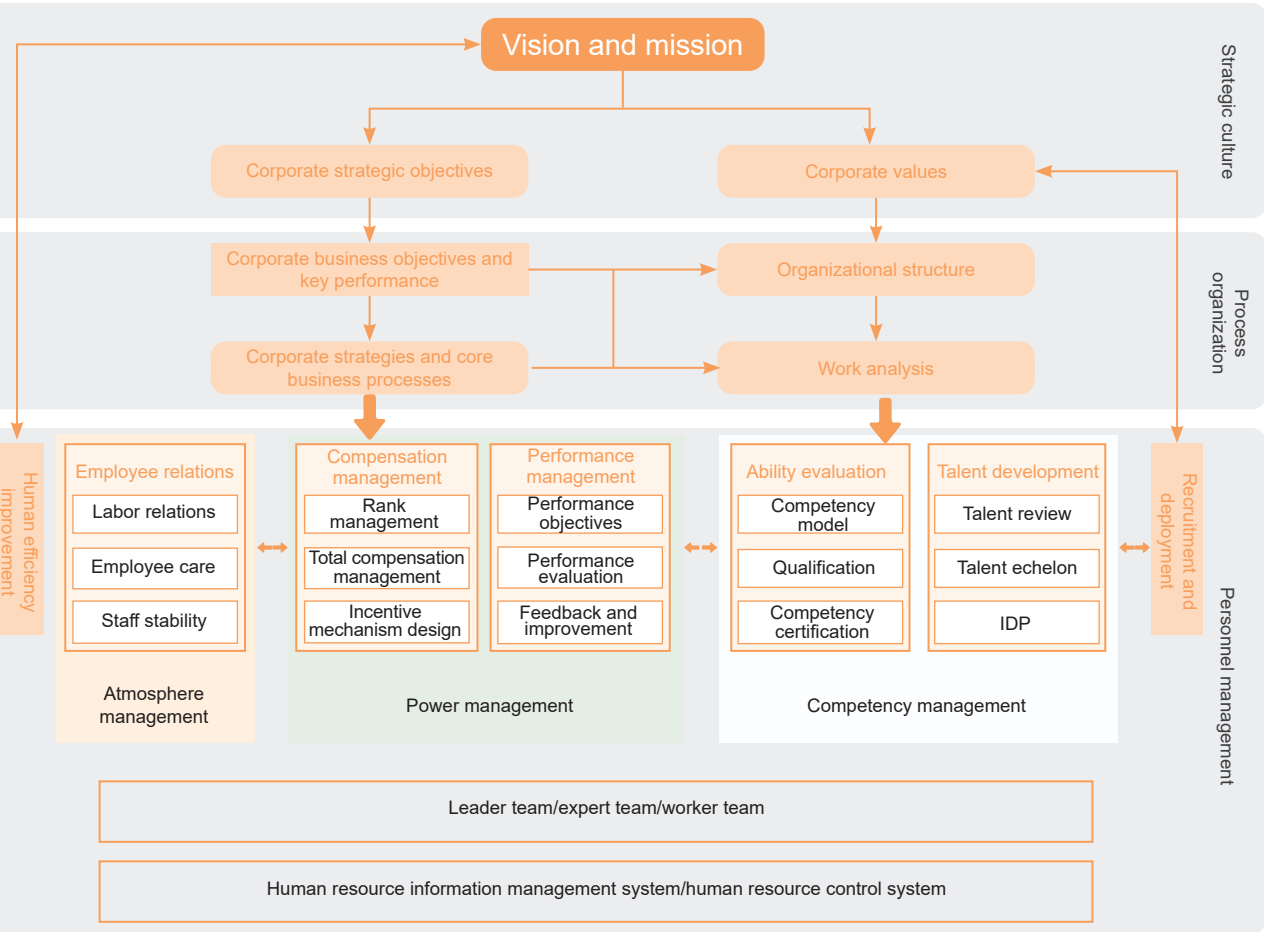 Vision and mission
Strategic culture
Corporate strategic objectives
Corporate values
Corporate business objectives and
key performance
Organizational structure
Process
organization
Corporate strategies and core
business processes
Work analysis
Human efficiency
improvement
Employee relations
Labor relations
Employee care
Staff stability
Atmosphere
management
Compensation
management
Rank
management
Total compensation
management
Incentive
mechanism design
Performance
management
Performance
objectives
Performance
evaluation
Feedback and
improvement
Power management
Ability evaluation
Competency
model
Qualification
Competency
certification
Talent development
Talent review
Talent echelon
IDP
Competency management
Recruitment and
deployment
Personnel management
Leader team/expert team/worker team
Human resource information management system/human resource control system